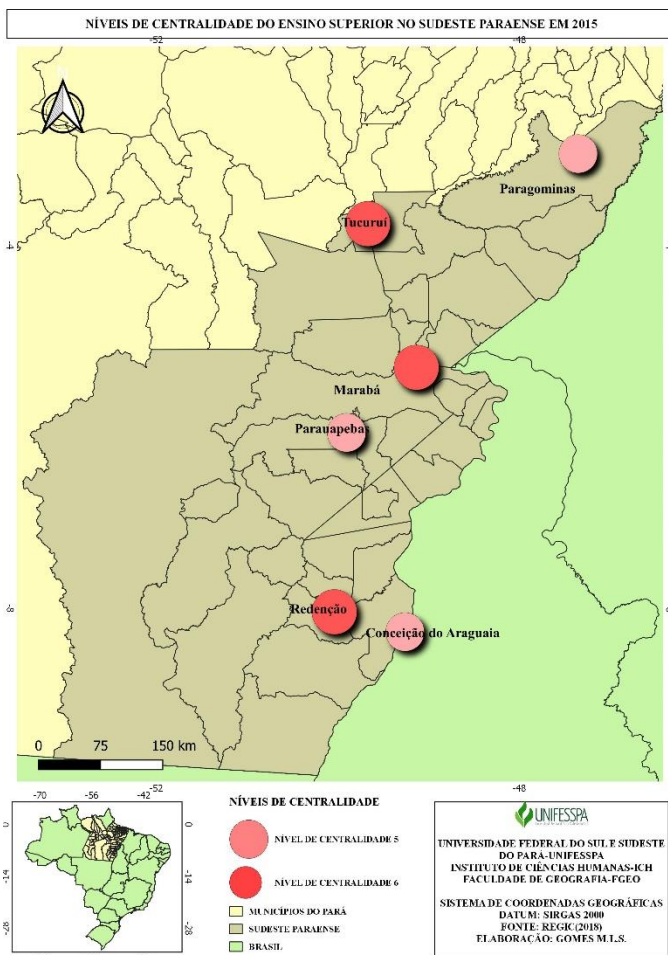 NÍVEIS DE CENTRALIDADE DO ENSINO SUPERIOR NO SUDESTE PARAENSE EM 2015
-52
-48
Paragominas
Tucuruí
Marabá
Parauapebas
Redenção
Conceição do Araguaia
0 75 150 km
-48
-70 -56 -42 -52
0
-14
-28
0
-14
-28
NÍVEIS DE CENTRALIDADE
NÍVEL DE CENTRALIDADE 5
NÍVEL DE CENTRALIDADE 6
MUNICÍPIOS DO PARÁ
SUDESTE PARAENSE
BRASIL
UNIFESSPA
UNIVERSIDADE FEDERAL DO SUL E SUDESTE
DO PARÁ-UNIFESSPA
INSTITUTO DE CIÊNCIAS HUMANAS-ICH
FACULDADE DE GEOGRAFIA-FGEO
SISTEMA DE COORDENADAS GEOGRÁFICAS
DATUM: SIRGAS 2000
FONTE: REGIC(2018)
ELABORAÇÃO: GOMES M.L.S.